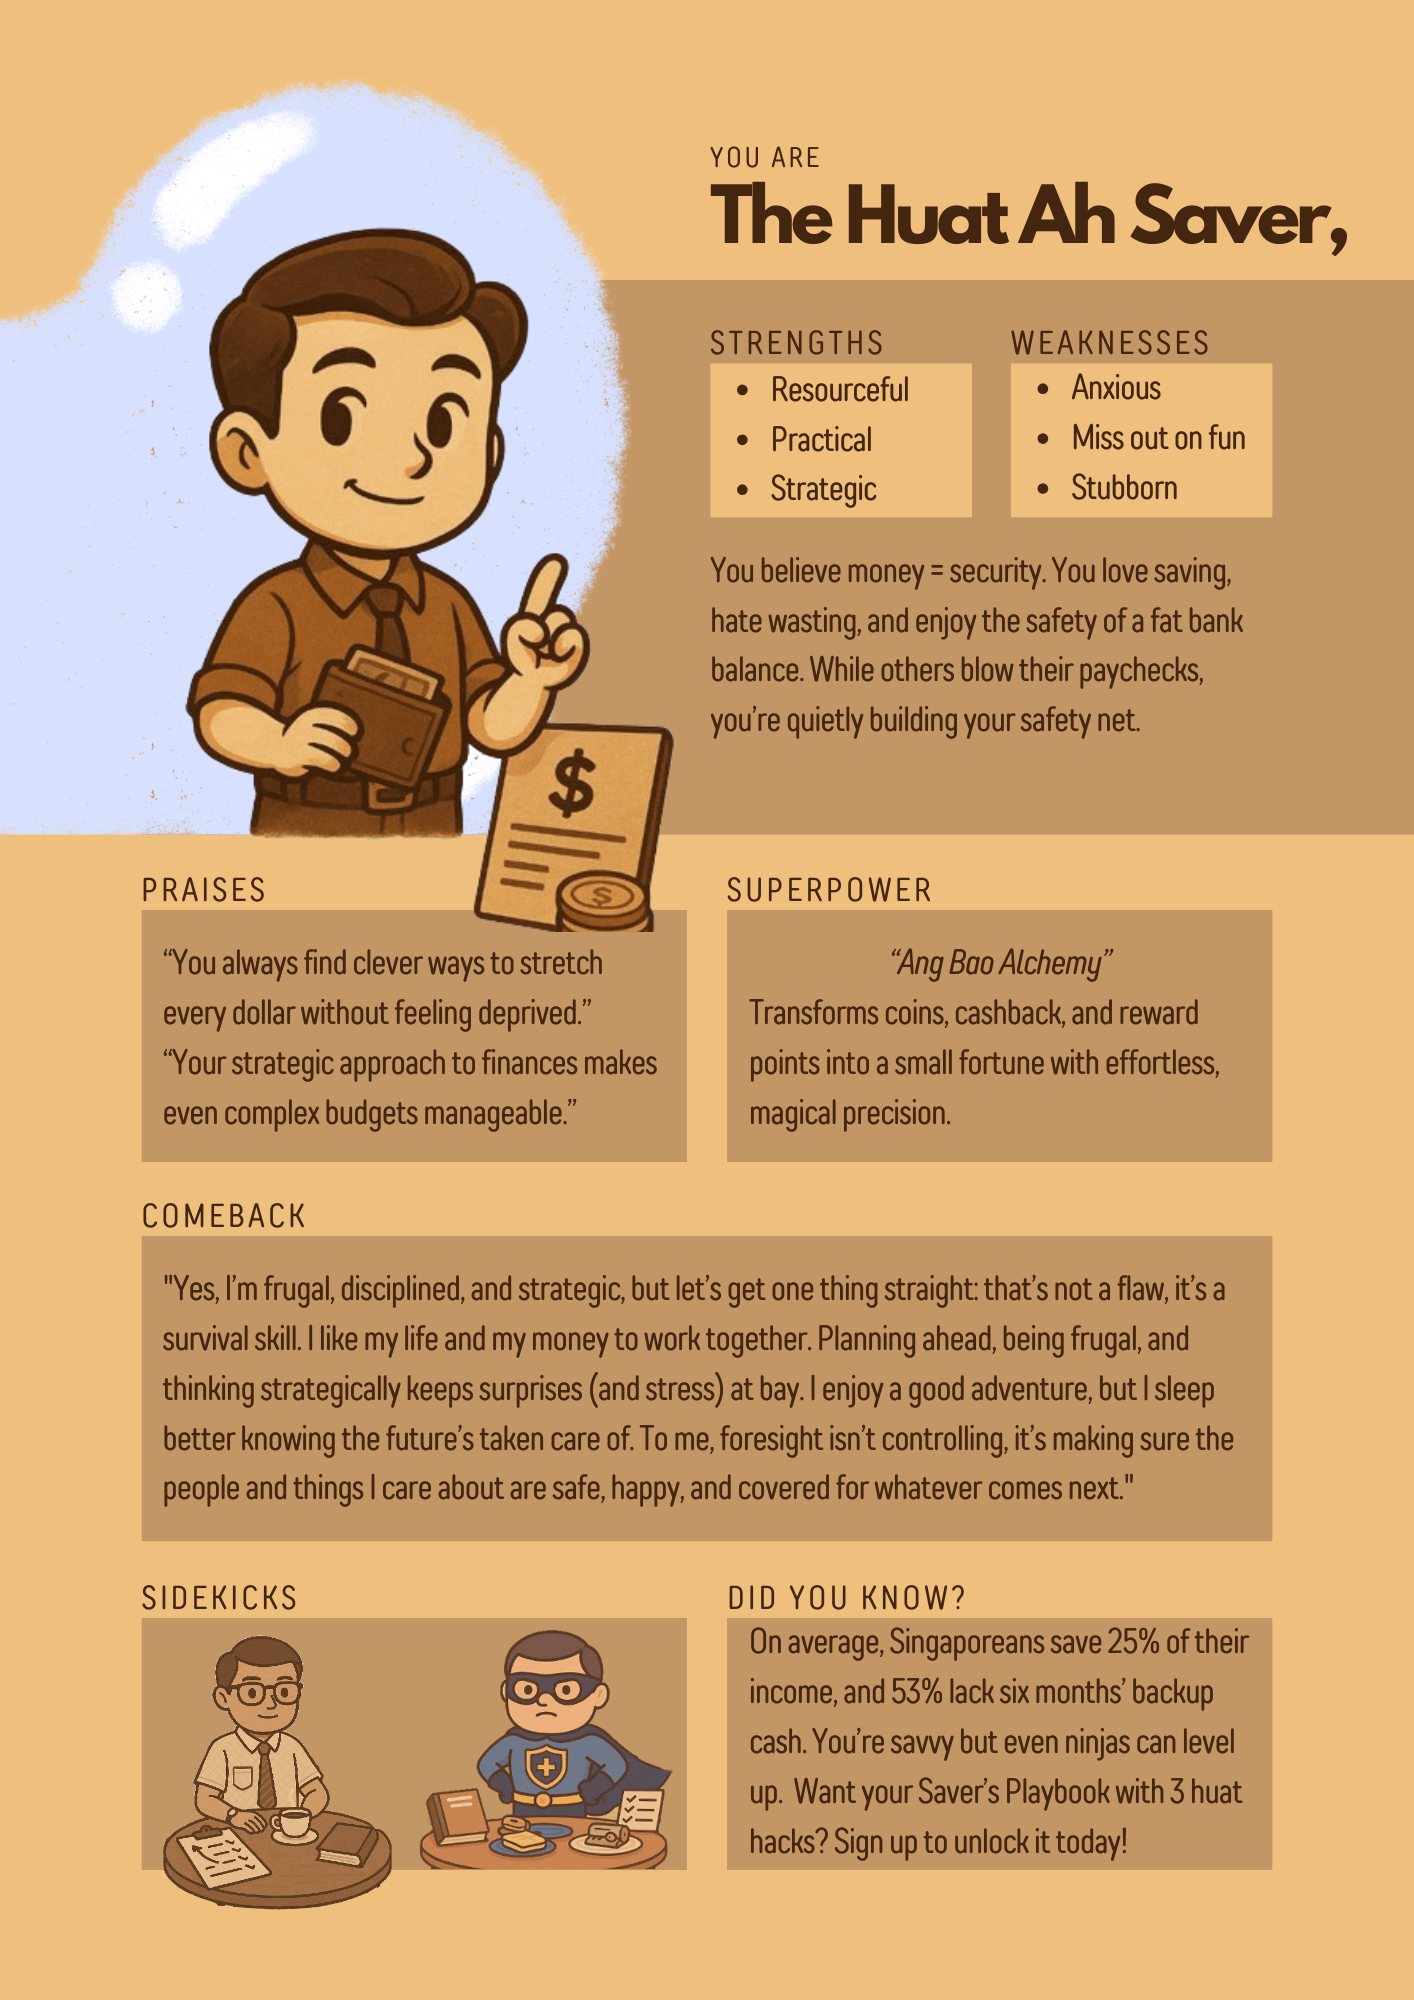 YOU ARE
The Huat Ah Saver,
STRENGTHS
• Resourceful
• Practical
• Strategic
WEAKNESSES
• Anxious
• Miss out on fun
• Stubborn
You believe money = security. You love saving,
hate wasting, and enjoy the safety of a fat bank
balance. While others blow their paychecks,
you’re quietly building your safety net.
$
$
PRAISES
“You always find clever ways to stretch
every dollar without feeling deprived.”
“Your strategic approach to finances makes
even complex budgets manageable.”
SUPERPOWER
“Ang Bao Alchemy”
Transforms coins, cashback, and reward
points into a small fortune with effortless,
magical precision.
COMEBACK
"Yes, I’m frugal, disciplined, and strategic, but let’s get one thing straight: that’s not a flaw, it’s a
survival skill. I like my life and my money to work together. Planning ahead, being frugal, and
thinking strategically keeps surprises (and stress) at bay. I enjoy a good adventure, but I sleep
better knowing the future’s taken care of. To me, foresight isn’t controlling, it’s making sure the
people and things I care about are safe, happy, and covered for whatever comes next."
SIDEKICKS
DID YOU KNOW?
On average, Singaporeans save 25% of their
income, and 53% lack six months’ backup
cash. You’re savvy but even ninjas can level
up.  Want your Saver’s Playbook with 3 huat
hacks? Sign up to unlock it today!